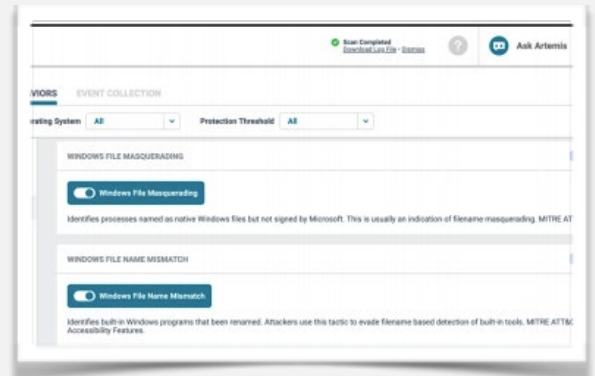 Scan Completed
Download Log File - Dismiss
?
Ask Artemis
VIORS
EVENT COLLECTION
rating System
All
Protection Threshold
All
WINDOWS FILE MASQUERADING
Windows File Masquerading
Identifies processes named as native Windows files but not signed by Microsoft. This is usually an indication of filename masquerading. MITRE AT
WINDOWS FILE NAME MISMATCH
Windows File Name Mismatch
Identifies built-in Windows programs that been renamed. Attackers use this tactic to evade filename based detection of built-in tools. MITRE ATT&C
Accessibility Features.